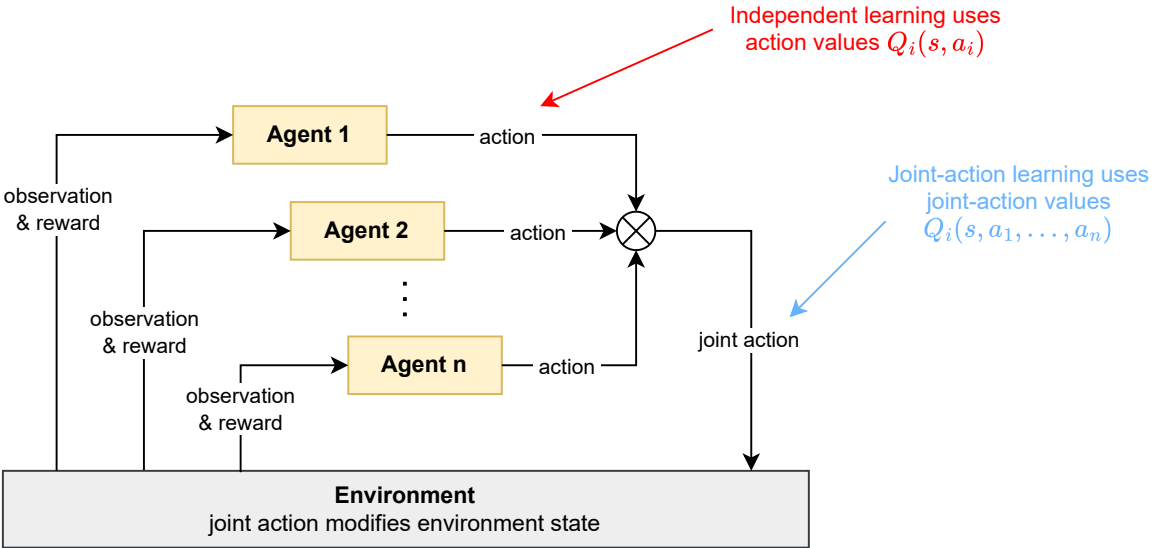 Independent learning uses
action values Q_i(s, a_i)
Agent 1
action
observation
& reward
Joint-action learning uses
joint-action values
Q_i(s, a_1, . . . , a_n)
Agent 2
action
observation
& reward
joint action
Agent n
action
observation
& reward
Environment
joint action modifies environment state